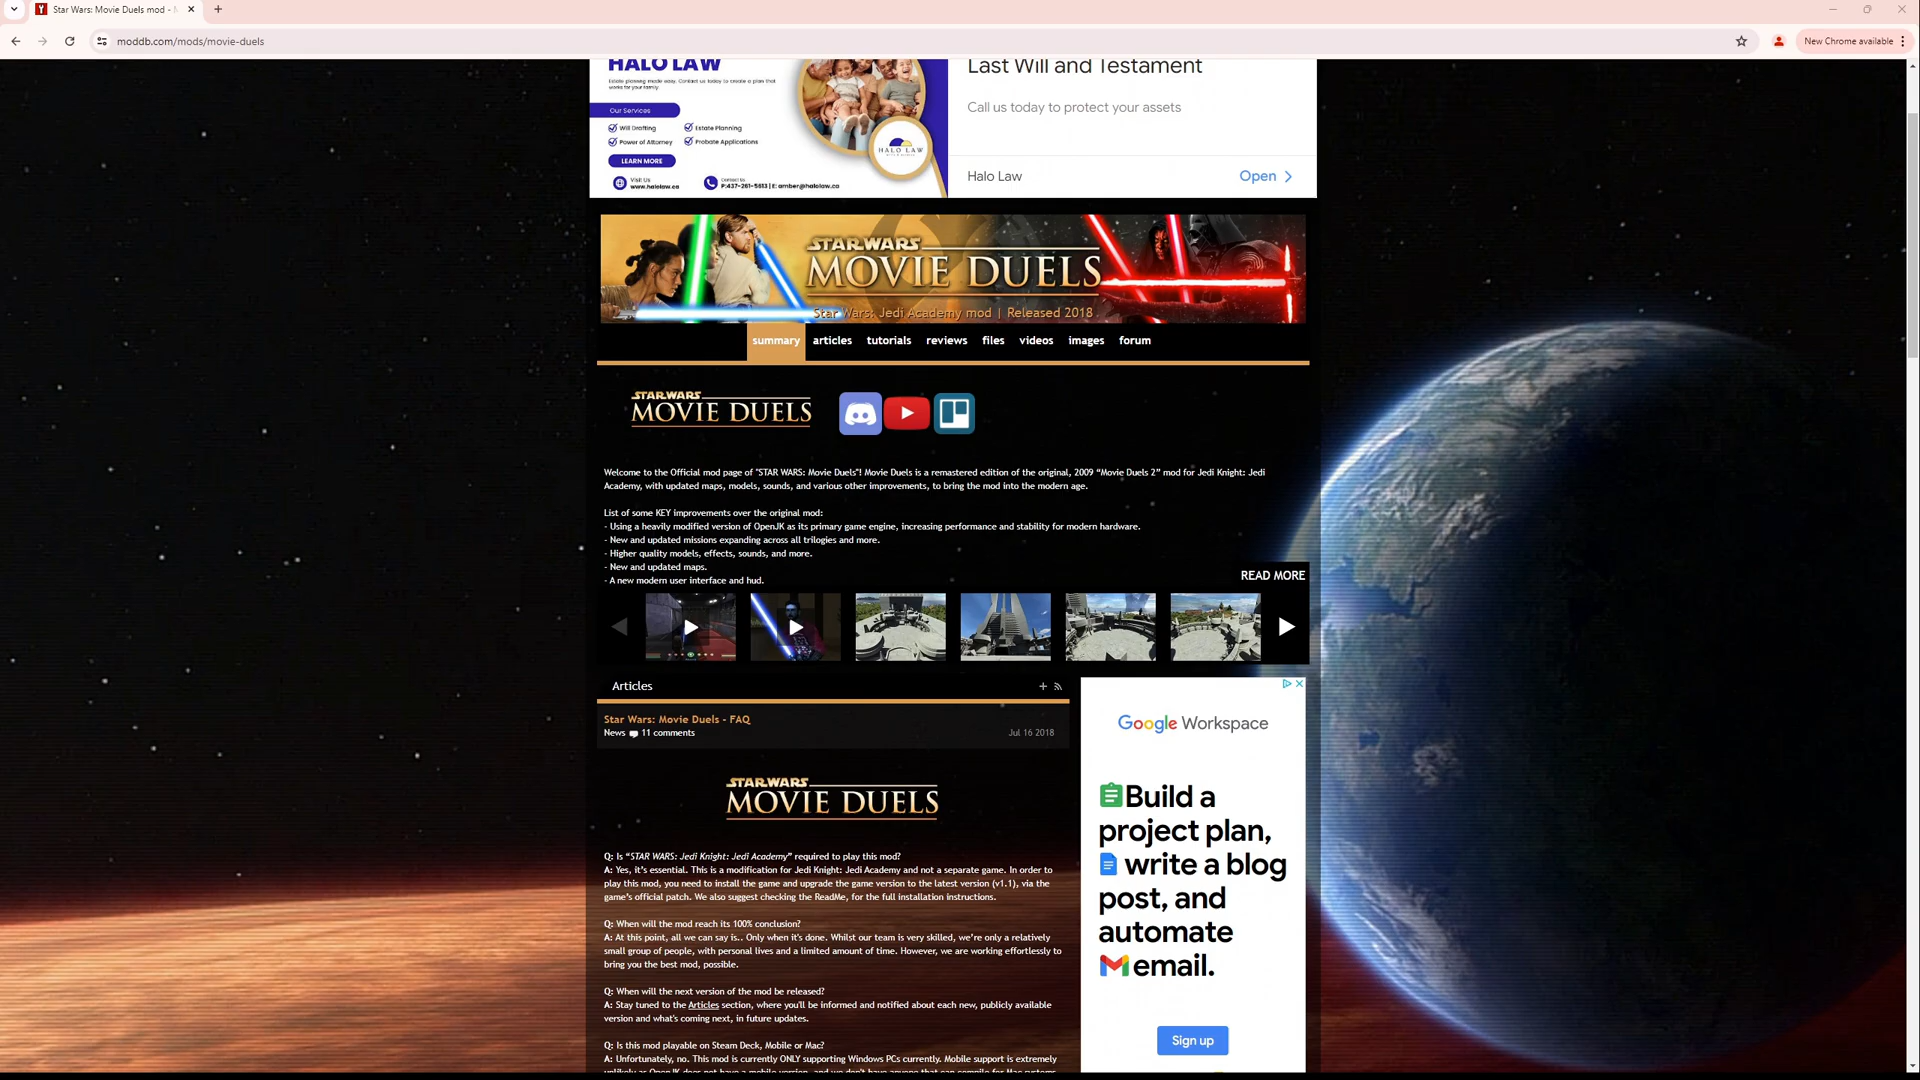 Star Wars: Movie Duels mod -
moddb.com/mods/movie-duels
New Chrome available
HALO LAW
Estate planning made easy. Contact us today to create a plan that
works for your family.
Our Services
Will Drafting
Estate Planning
Power of Attorney
Probate Applications
LEARN MORE
Visit Us
www.halolaw.ca
Contact Us
P:437-261-5613 | E: amber@halolaw.ca
HALO LAW
Last Will and Testament
Call us today to protect your assets
Halo Law
Open
STAR WARS
MOVIE DUELS
Star Wars: Jedi Academy mod | Released 2018
summary
articles
tutorials
reviews
files
videos
images
forum
STAR WARS
MOVIE DUELS
Welcome to the Official mod page of "STAR WARS: Movie Duels"! Movie Duels is a remastered edition of the original, 2009 “Movie Duels 2” mod for Jedi Knight: Jedi
Academy, with updated maps, models, sounds, and various other improvements, to bring the mod into the modern age.
List of some KEY improvements over the original mod:
- Using a heavily modified version of OpenJK as its primary game engine, increasing performance and stability for modern hardware.
- New and updated missions expanding across all trilogies and more.
- Higher quality models, effects, sounds, and more.
- New and updated maps.
- A new modern user interface and hud.
READ MORE
Articles
Star Wars: Movie Duels - FAQ
News 11 comments
Jul 16 2018
STAR WARS
MOVIE DUELS
Q: Is “STAR WARS: Jedi Knight: Jedi Academy” required to play this mod?
A: Yes, it’s essential. This is a modification for Jedi Knight: Jedi Academy and not a separate game. In order to
play this mod, you need to install the game and upgrade the game version to the latest version (v1.1), via the
game’s official patch. We also suggest checking the ReadMe, for the full installation instructions.
Q: When will the mod reach its 100% conclusion?
A: At this point, all we can say is.. Only when it's done. Whilst our team is very skilled, we’re only a relatively
small group of people, with personal lives and a limited amount of time. However, we are working effortlessly to
bring you the best mod, possible.
Q: When will the next version of the mod be released?
A: Stay tuned to the Articles section, where you'll be informed and notified about each new, publicly available
version and what's coming next, in future updates.
Q: Is this mod playable on Steam Deck, Mobile or Mac?
A: Unfortunately, no. This mod is currently ONLY supporting Windows PCs currently. Mobile support is extremely
unlikely as OpenJK does not have a mobile version, and we don't have anyone that can compile for Mac systems
Google Workspace
Build a
project plan,
write a blog
post, and
automate
email.
Sign up